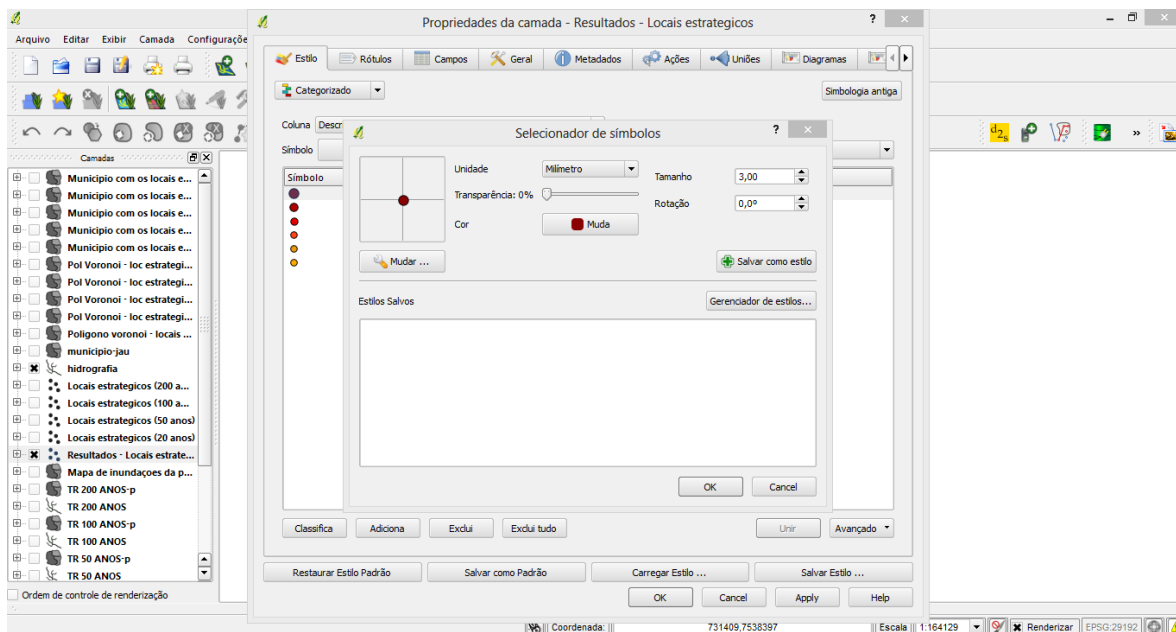 Propriedades da camada - Resultados - Locais estrategicos
?
Arquivo Editar Exibir Camada
Estilo Rótulos Campos Geral Metadados Ações Uniões Diagramas
Categorizado
Simbologia antiga
Coluna
Símbolo
Símbolo
Selecionador de símbolos
?
Unidade Milímetro
Tamanho 3,00
Transparência: 0%
Rotação 0,0º
Cor Muda
Mudar ...
Salvar como estilo
Estilos Salvos
Gerenciador de estilos...
OK Cancel
Classifica Adiciona Exclui Exclui tudo Unir Avançado
Restaurar Estilo Padrão Salvar como Padrão Carregar Estilo ... Salvar Estilo ...
OK Cancel Apply Help
Camadas
Municipio com os locais e...
Municipio com os locais e...
Municipio com os locais e...
Municipio com os locais e...
Municipio com os locais e...
Pol Voronoi - loc estrategi...
Pol Voronoi - loc estrategi...
Pol Voronoi - loc estrategi...
Pol Voronoi - loc estrategi...
Poligono voronoi - locais ...
municipio-jau
hidrografia
Locais estrategicos (200 a...
Locais estrategicos (100 a...
Locais estrategicos (50 anos)
Locais estrategicos (20 anos)
Resultados - Locais estrate...
Mapa de inundaçoes da p...
TR 200 ANOS-p
TR 200 ANOS
TR 100 ANOS-p
TR 100 ANOS
TR 50 ANOS-p
TR 50 ANOS
Ordem de controle de renderização
Coordenada: 731409,7538397 Escala 1:164129 Renderizar EPSG:29192